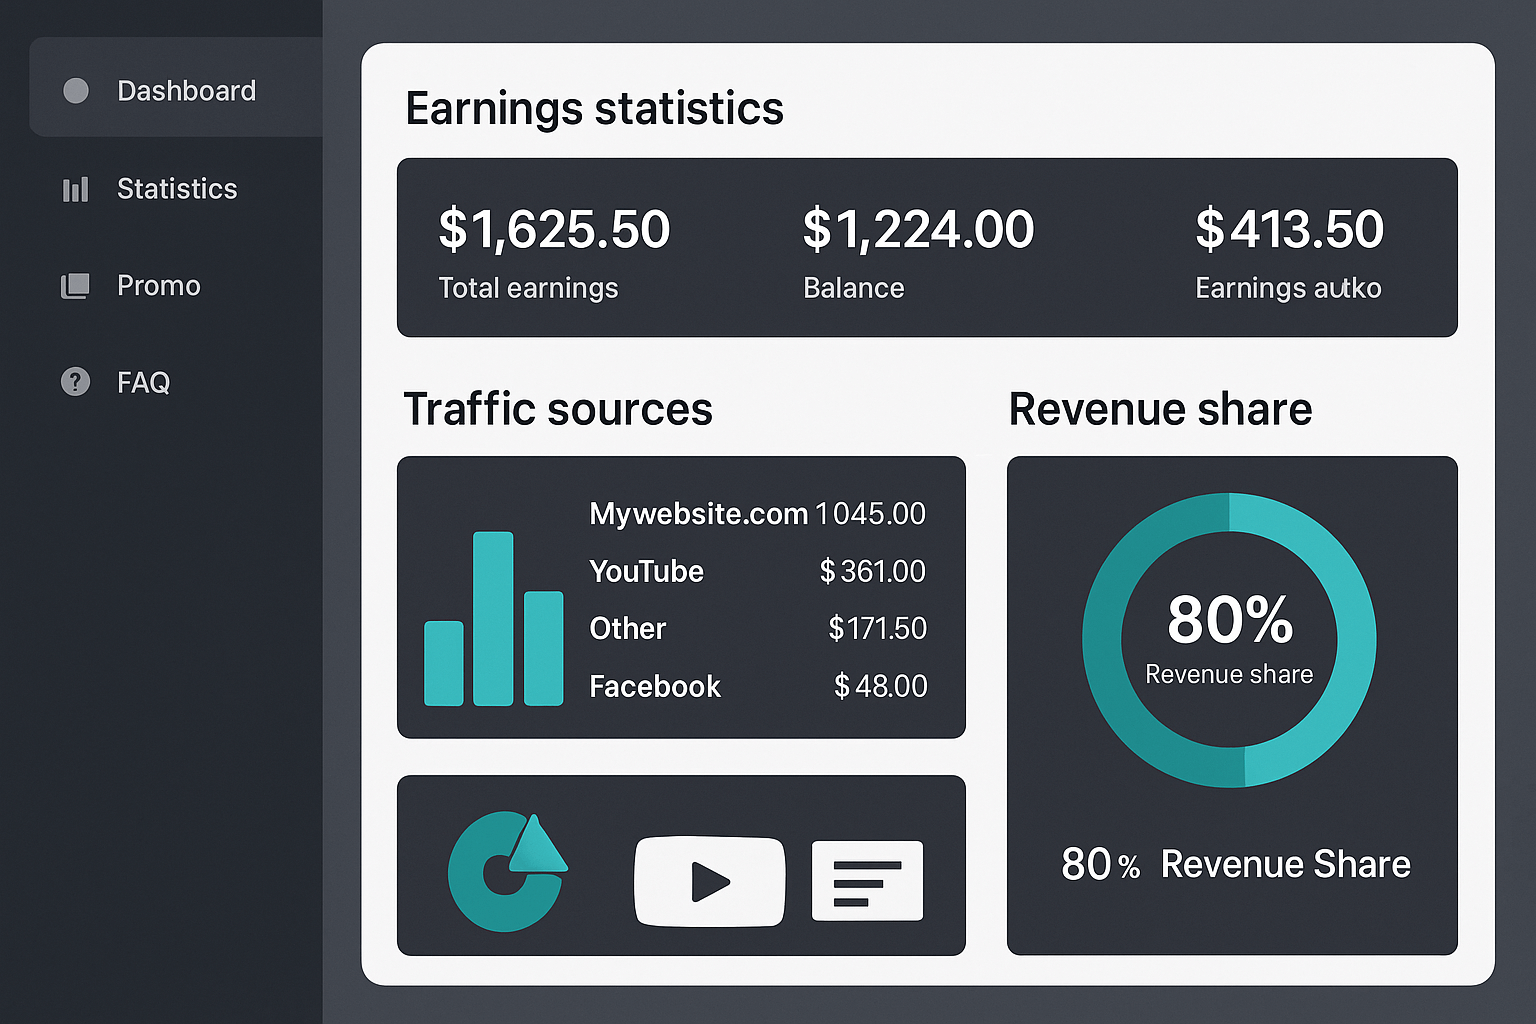 Dashboard
Statistics
Promo
? FAQ
Earnings statistics
$1,625.50 $1,224.00 $413.50
Total earnings Balance Earnings autko
Traffic sources
Mywebsite.com 1045.00
YouTube $361.00
Other $171.50
Facebook $48.00
Revenue share
80%
Revenue share
80% Revenue Share